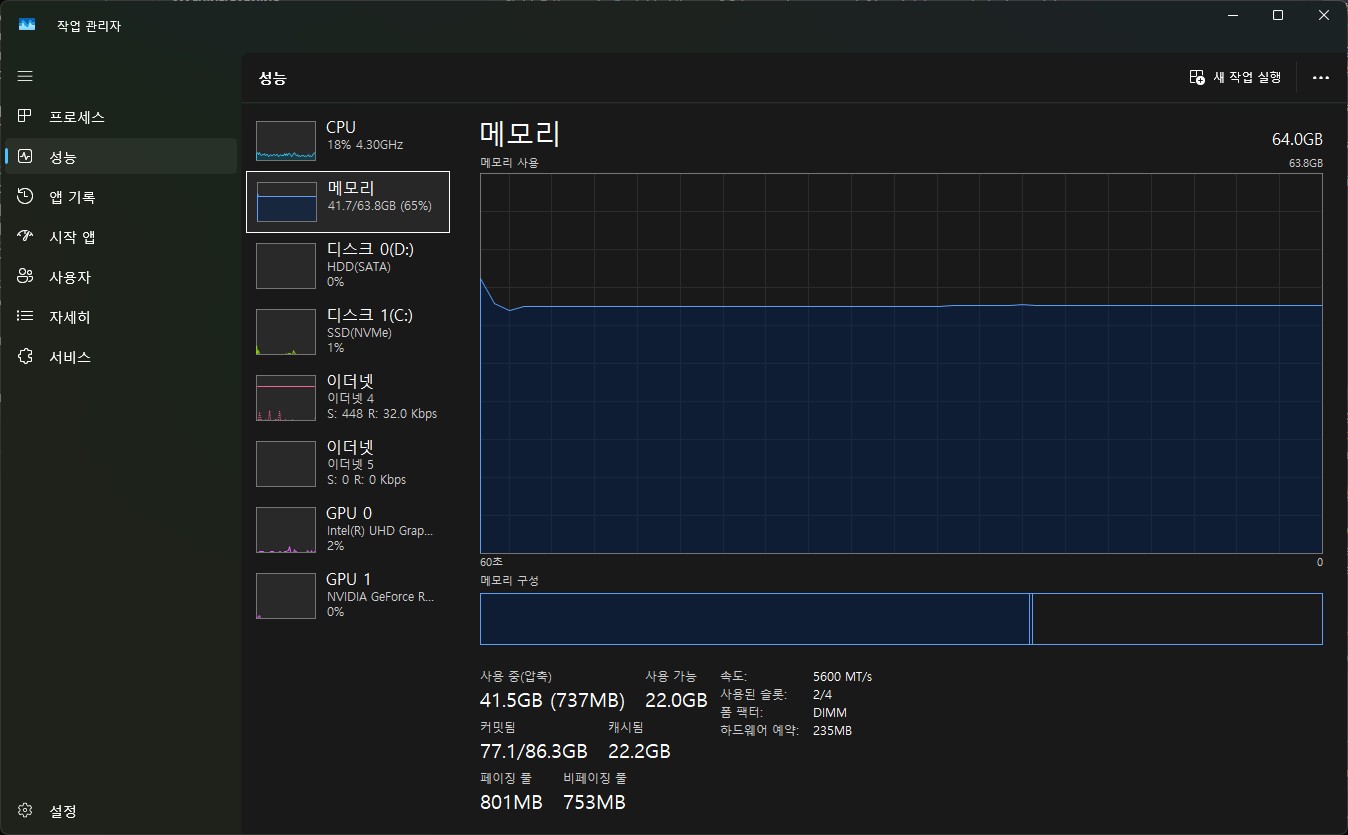 작업 관리자
성능
새 작업 실행
프로세스
성능
앱 기록
시작 앱
사용자
자세히
서비스
설정
CPU
18% 4.30GHz
메모리
41.7/63.8GB (65%)
디스크 0(D:)
HDD(SATA)
0%
디스크 1(C:)
SSD(NVMe)
1%
이더넷
이더넷 4
S: 448 R: 32.0 Kbps
이더넷
이더넷 5
S: 0 R: 0 Kbps
GPU 0
Intel(R) UHD Grap...
2%
GPU 1
NVIDIA GeForce R...
0%
메모리
64.0GB
메모리 사용
63.8GB
60초
0
메모리 구성
사용 중(압축)
41.5GB (737MB)
사용 가능
22.0GB
커밋됨
77.1/86.3GB
캐시됨
22.2GB
페이징 풀
801MB
비페이징 풀
753MB
속도: 5600 MT/s
사용된 슬롯: 2/4
폼 팩터: DIMM
하드웨어 예약: 235MB